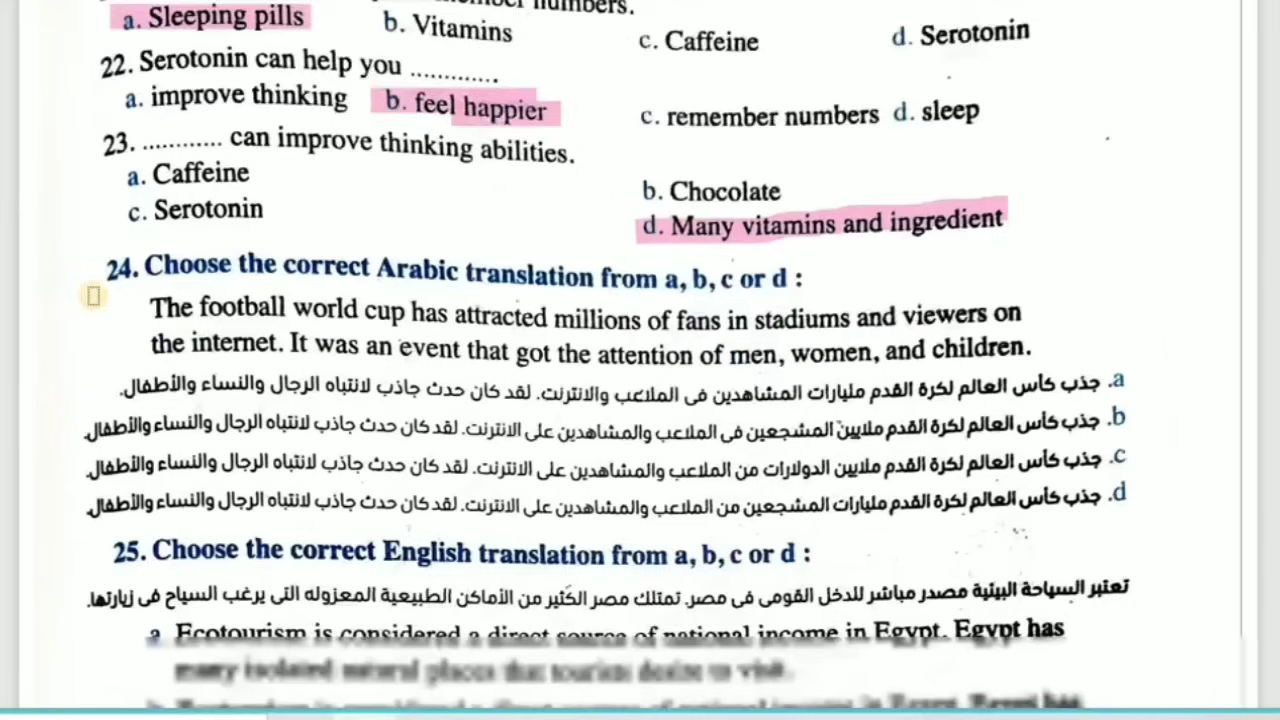 numbers.
a. Sleeping pills b. Vitamins c. Caffeine d. Serotonin
22. Serotonin can help you .............
a. improve thinking b. feel happier c. remember numbers d. sleep
23. ............ can improve thinking abilities.
a. Caffeine b. Chocolate
c. Serotonin d. Many vitamins and ingredient
24. Choose the correct Arabic translation from a, b, c or d :
The football world cup has attracted millions of fans in stadiums and viewers on
the internet. It was an event that got the attention of men, women, and children.
a. جذب كأس العالم لكرة القدم مليارات المشاهدين فى الملاعب والانترنت. لقد كان حدث جاذب لانتباه الرجال والنساء والأطفال.
b. جذب كأس العالم لكرة القدم ملايين المشجعين فى الملاعب والمشاهدين على الانترنت. لقد كان حدث جاذب لانتباه الرجال والنساء والأطفال.
c. جذب كأس العالم لكرة القدم ملايين الدولارات من الملاعب والمشاهدين على الانترنت. لقد كان حدث جاذب لانتباه الرجال والنساء والأطفال.
d. جذب كأس العالم لكرة القدم مليارات المشجعين من الملاعب والمشاهدين على الانترنت. لقد كان حدث جاذب لانتباه الرجال والنساء والأطفال.
25. Choose the correct English translation from a, b, c or d :
تعتبر السياحة البيئية مصدر مباشر للدخل القومى فى مصر. تمتلك مصر الكثير من الأماكن الطبيعية المعزوله التى يرغب السياح فى زيارتها.
a. Ecotourism is considered a direct source of national income in Egypt. Egypt has
many isolated natural places that tourists desire to visit.